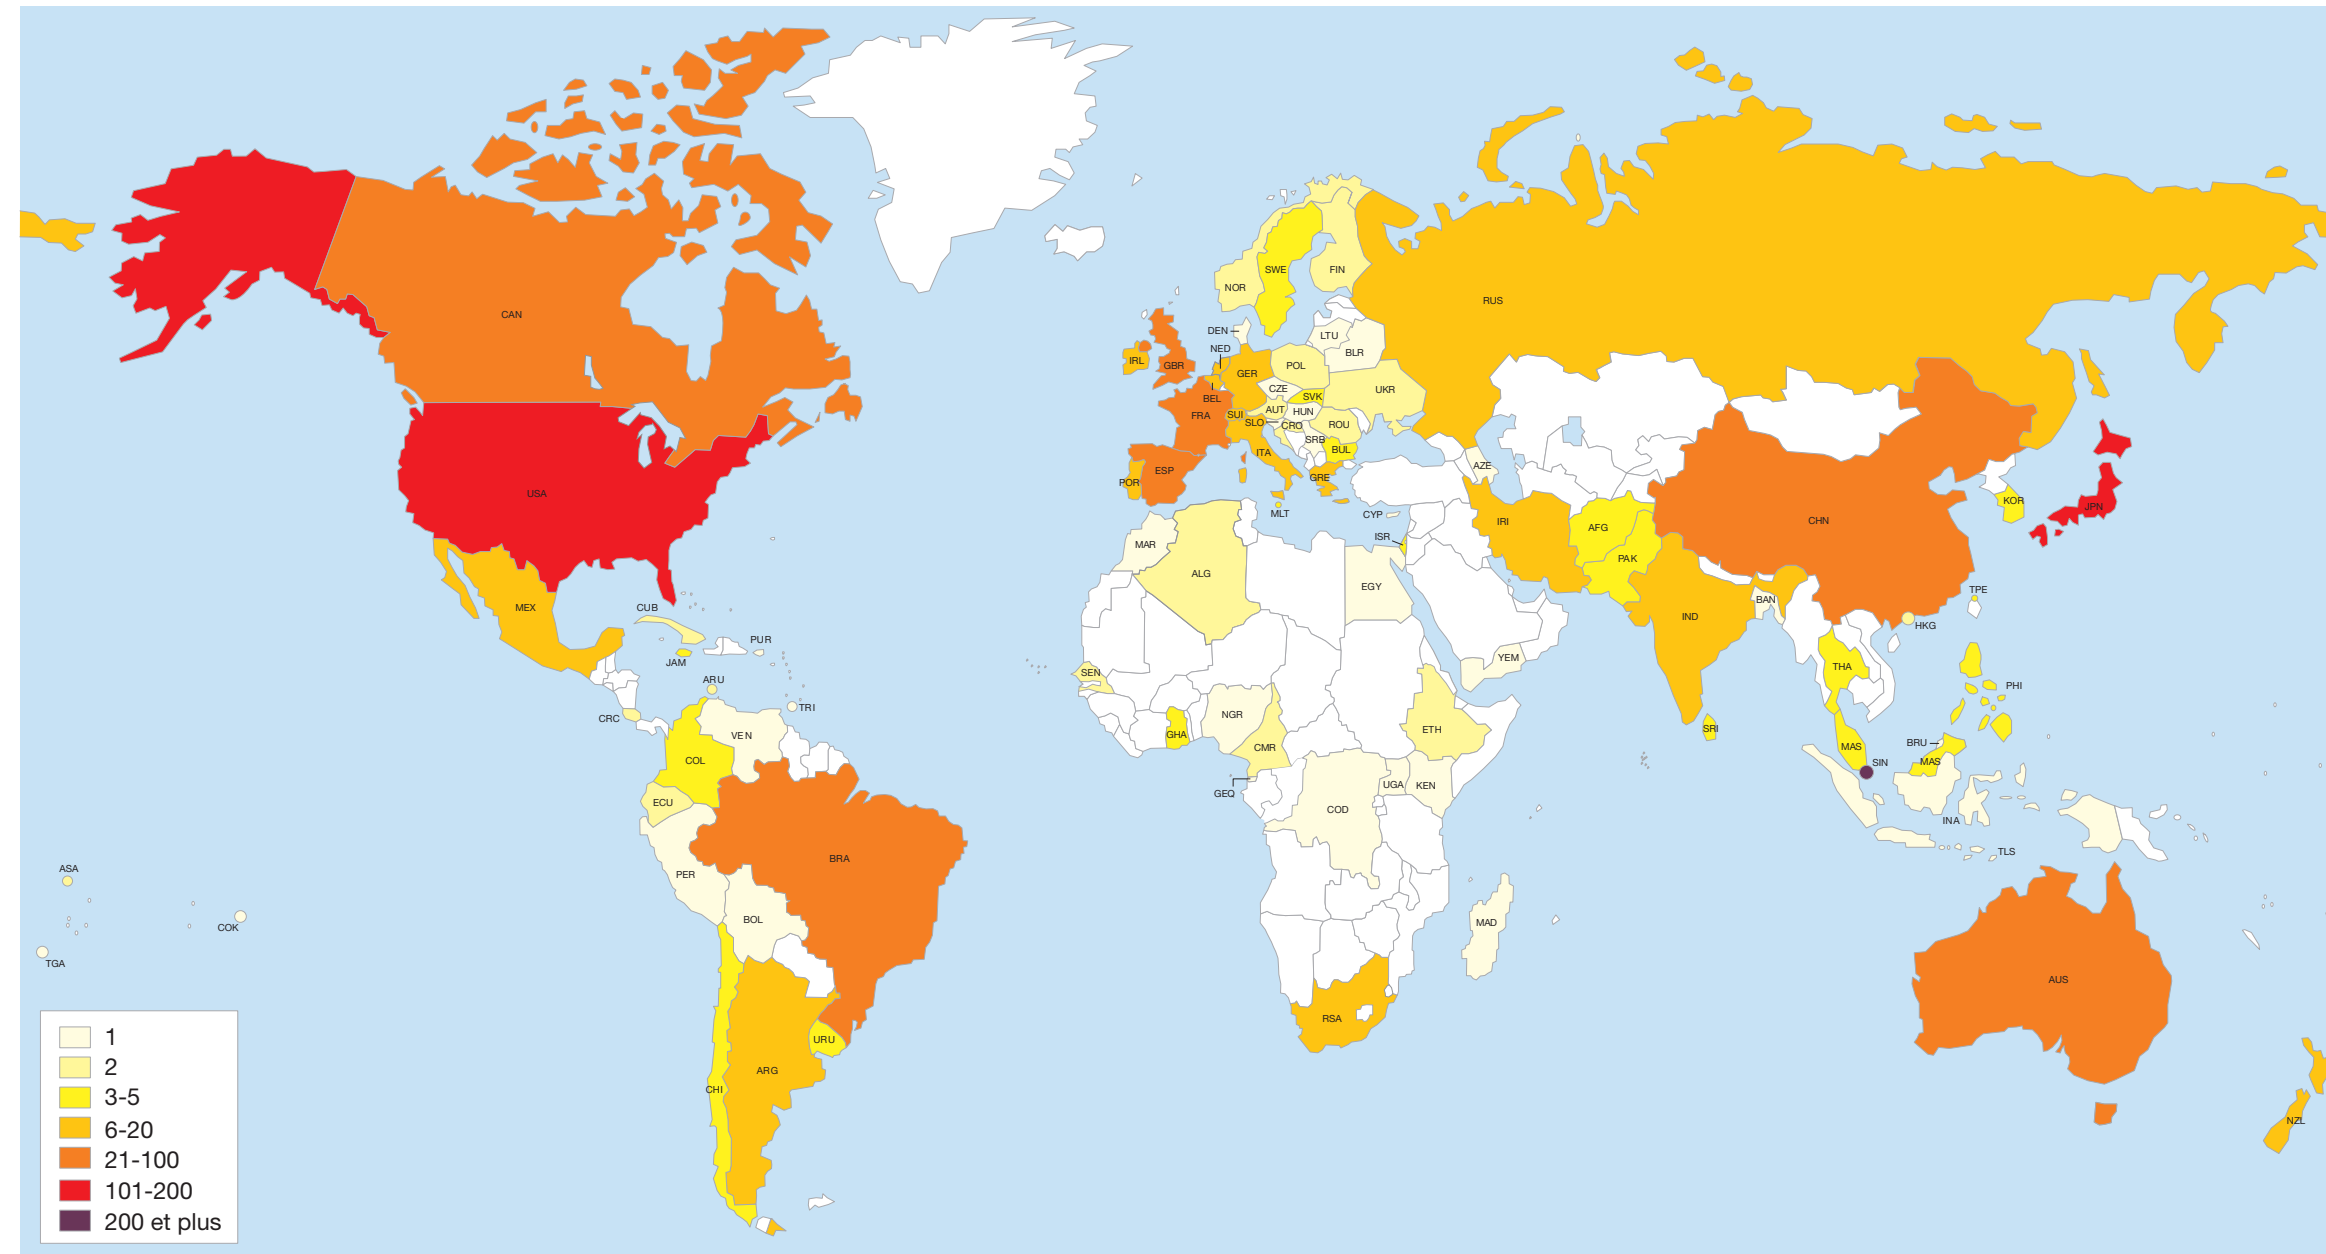 CAN
USA
MEX
CUB
JAM
PUR
ARU
TRI
CRC
VEN
COL
ECU
PER
BRA
BOL
CHI
ARG
URU
ASA
COK
TGA
NOR
SWE
FIN
RUS
DEN
NED
IRL
GBR
GER
POL
LTU
BLR
BEL
FRA
CZE
SVK
UKR
SUI
AUT
HUN
SLO
CRO
ROU
SRB
BUL
ITA
ESP
POR
GRE
MLT
CYP
ISR
AZE
IRI
AFG
PAK
IND
CHN
KOR
JPN
TPE
HKG
BAN
THA
PHI
SRI
MAS
BRU
MAS
SIN
INA
TLS
MAR
ALG
EGY
YEM
SEN
GHA
NGR
CMR
ETH
GEQ
UGA
KEN
COD
MAD
RSA
AUS
NZL
1
2
3-5
6-20
21-100
101-200
200 et plus